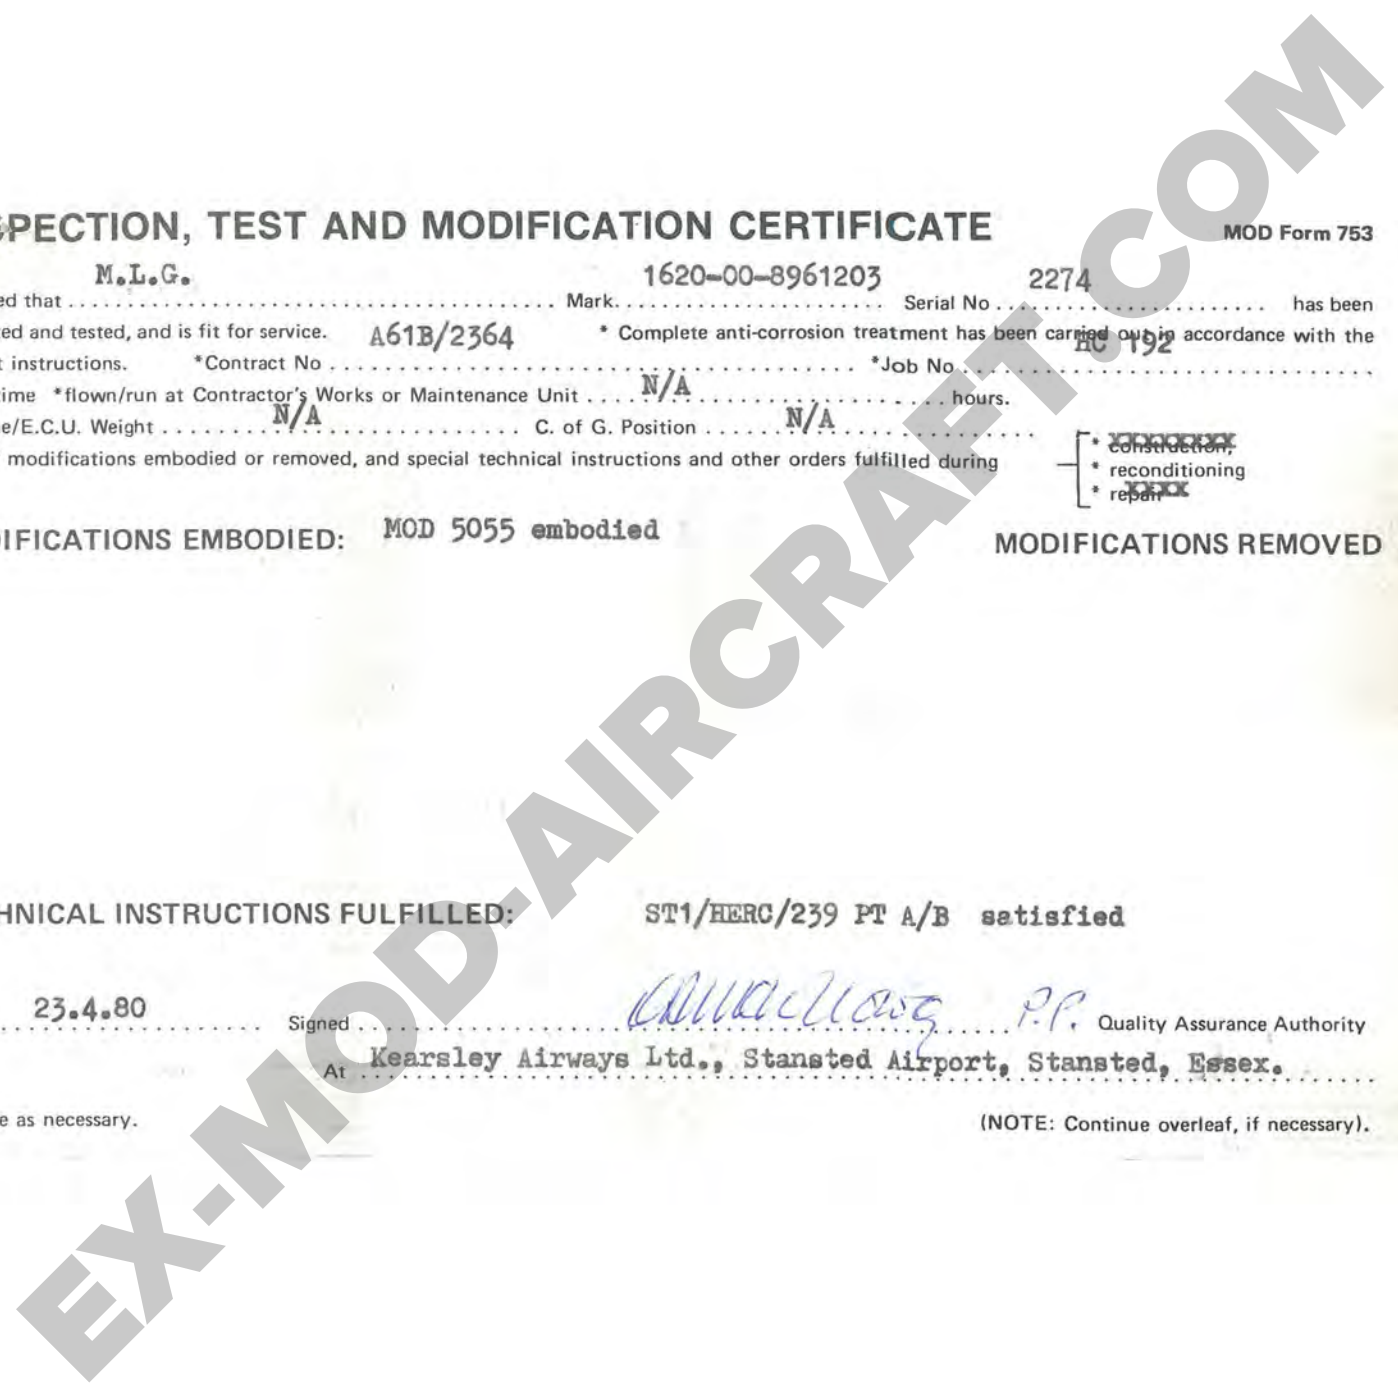 SPECTION, TEST AND MODIFICATION CERTIFICATE MOD Form 753
M.L.G. 1620-00-8961203 2274
ed that ........ Mark........ Serial No ........ has been
ed and tested, and is fit for service. A61B/2364 * Complete anti-corrosion treatment has been carried out in accordance with the
HC 192
t instructions. *Contract No ........ *Job No ........
ime *flown/run at Contractor's Works or Maintenance Unit .... N/A ........ hours.
e/E.C.U. Weight ........ N/A ........ C. of G. Position ...... N/A ........
* construction,
modifications embodied or removed, and special technical instructions and other orders fulfilled during
* reconditioning
* repair
DIFICATIONS EMBODIED: MOD 5055 embodied MODIFICATIONS REMOVED
HNICAL INSTRUCTIONS FULFILLED: ST1/HERC/239 PT A/B satisfied
23.4.80 Signed ........ P.P. Quality Assurance Authority
At Kearsley Airways Ltd., Stansted Airport, Stansted, Essex.
e as necessary. (NOTE: Continue overleaf, if necessary).
EX-MOD-AIRCRAFT.COM